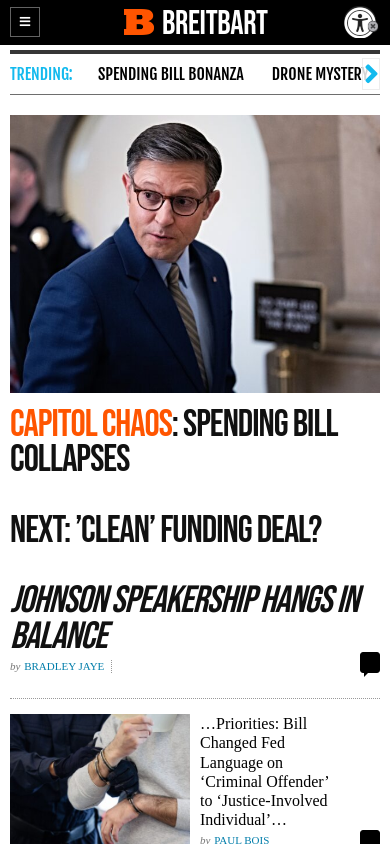 B BREITBART
TRENDING: SPENDING BILL BONANZA DRONE MYSTER
CAPITOL CHAOS: SPENDING BILL
COLLAPSES
NEXT: ’CLEAN’ FUNDING DEAL?
JOHNSON SPEAKERSHIP HANGS IN
BALANCE
by BRADLEY JAYE
…Priorities: Bill
Changed Fed
Language on
‘Criminal Offender’
to ‘Justice-Involved
Individual’…
by PAUL BOIS